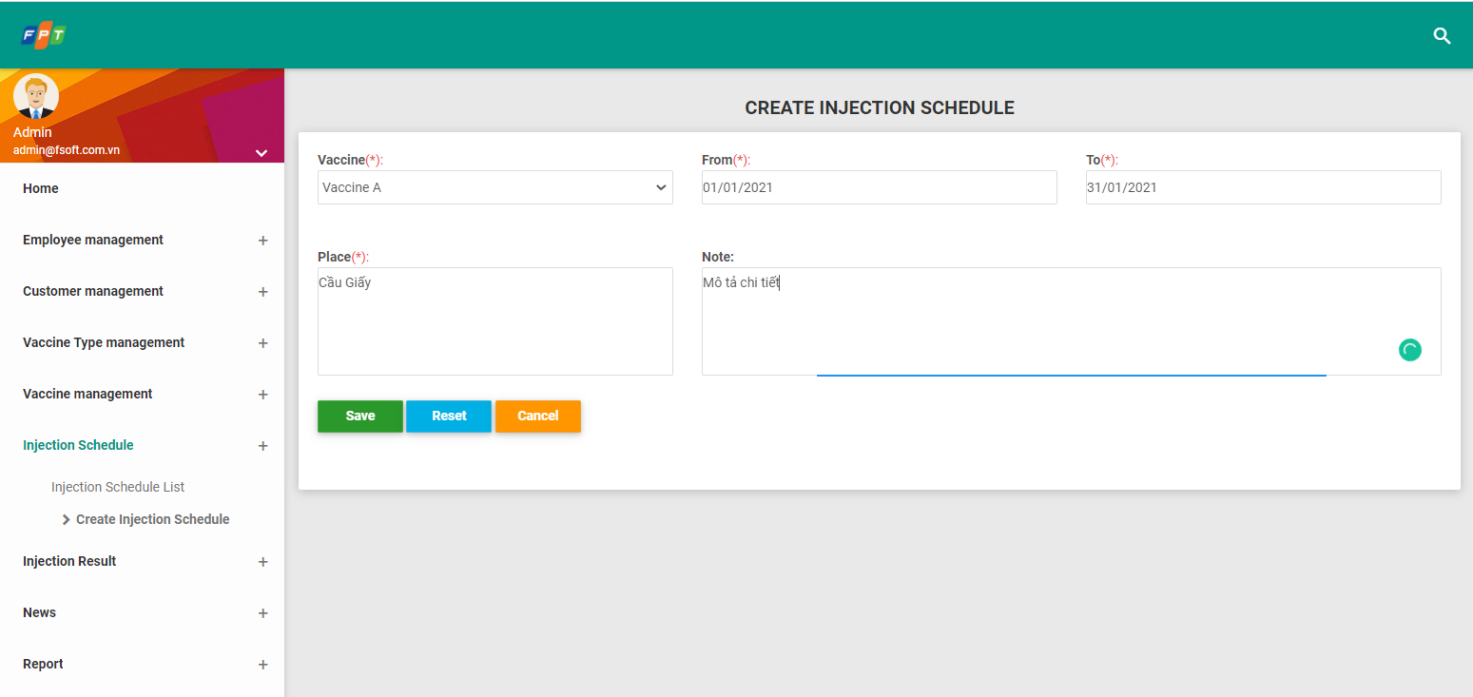 FPT
Admin
admin@fsoft.com.vn
Home
Employee management
Customer management
Vaccine Type management
Vaccine management
Injection Schedule
Injection Schedule List
Create Injection Schedule
Injection Result
News
Report
CREATE INJECTION SCHEDULE
Vaccine(*):
Vaccine A
From(*):
01/01/2021
To(*):
31/01/2021
Place(*):
Cầu Giấy
Note:
Mô tả chi tiết
Save
Reset
Cancel